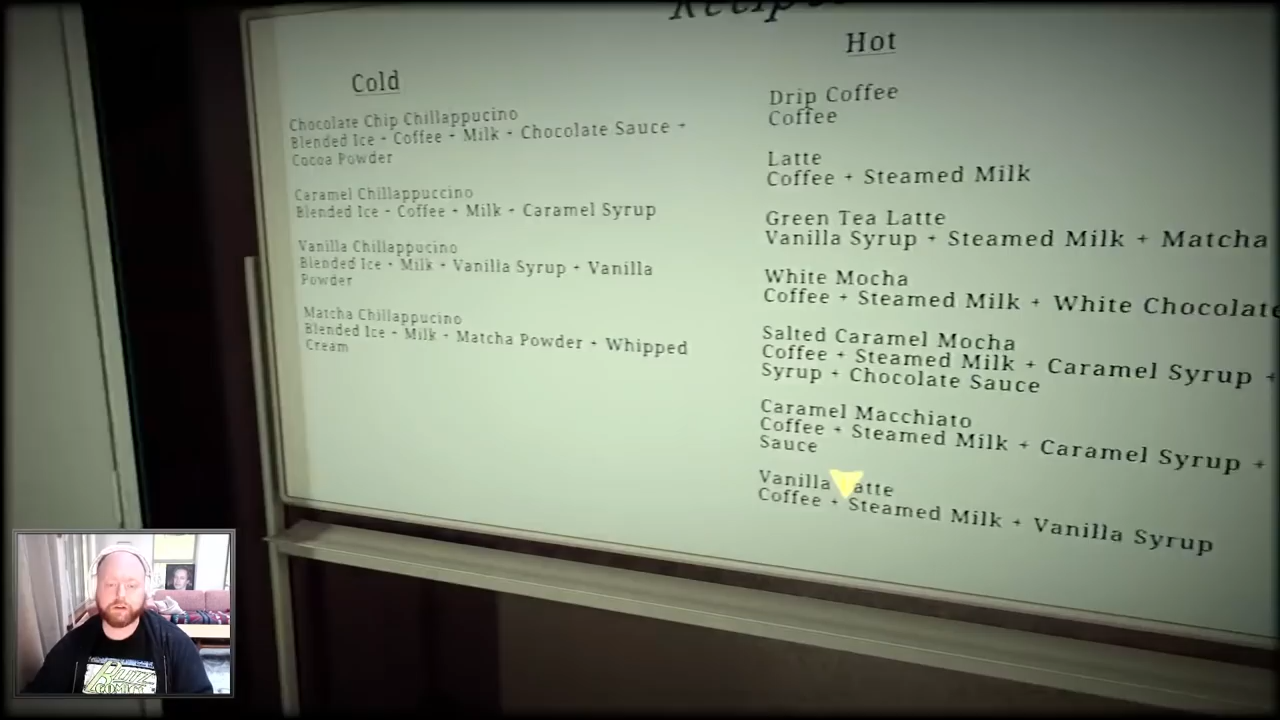 Recipes
Cold
Chocolate Chip Chillappucino
Blended Ice + Coffee + Milk + Chocolate Sauce +
Cocoa Powder
Caramel Chillappuccino
Blended Ice + Coffee + Milk + Caramel Syrup
Vanilla Chillappucino
Blended Ice + Milk + Vanilla Syrup + Vanilla
Powder
Matcha Chillappucino
Blended Ice + Milk + Matcha Powder + Whipped
Cream
Hot
Drip Coffee
Coffee
Latte
Coffee + Steamed Milk
Green Tea Latte
Vanilla Syrup + Steamed Milk + Matcha
White Mocha
Coffee + Steamed Milk + White Chocolate
Salted Caramel Mocha
Coffee + Steamed Milk + Caramel Syrup +
Syrup + Chocolate Sauce
Caramel Macchiato
Coffee + Steamed Milk + Caramel Syrup +
Sauce
Vanilla Latte
Coffee + Steamed Milk + Vanilla Syrup